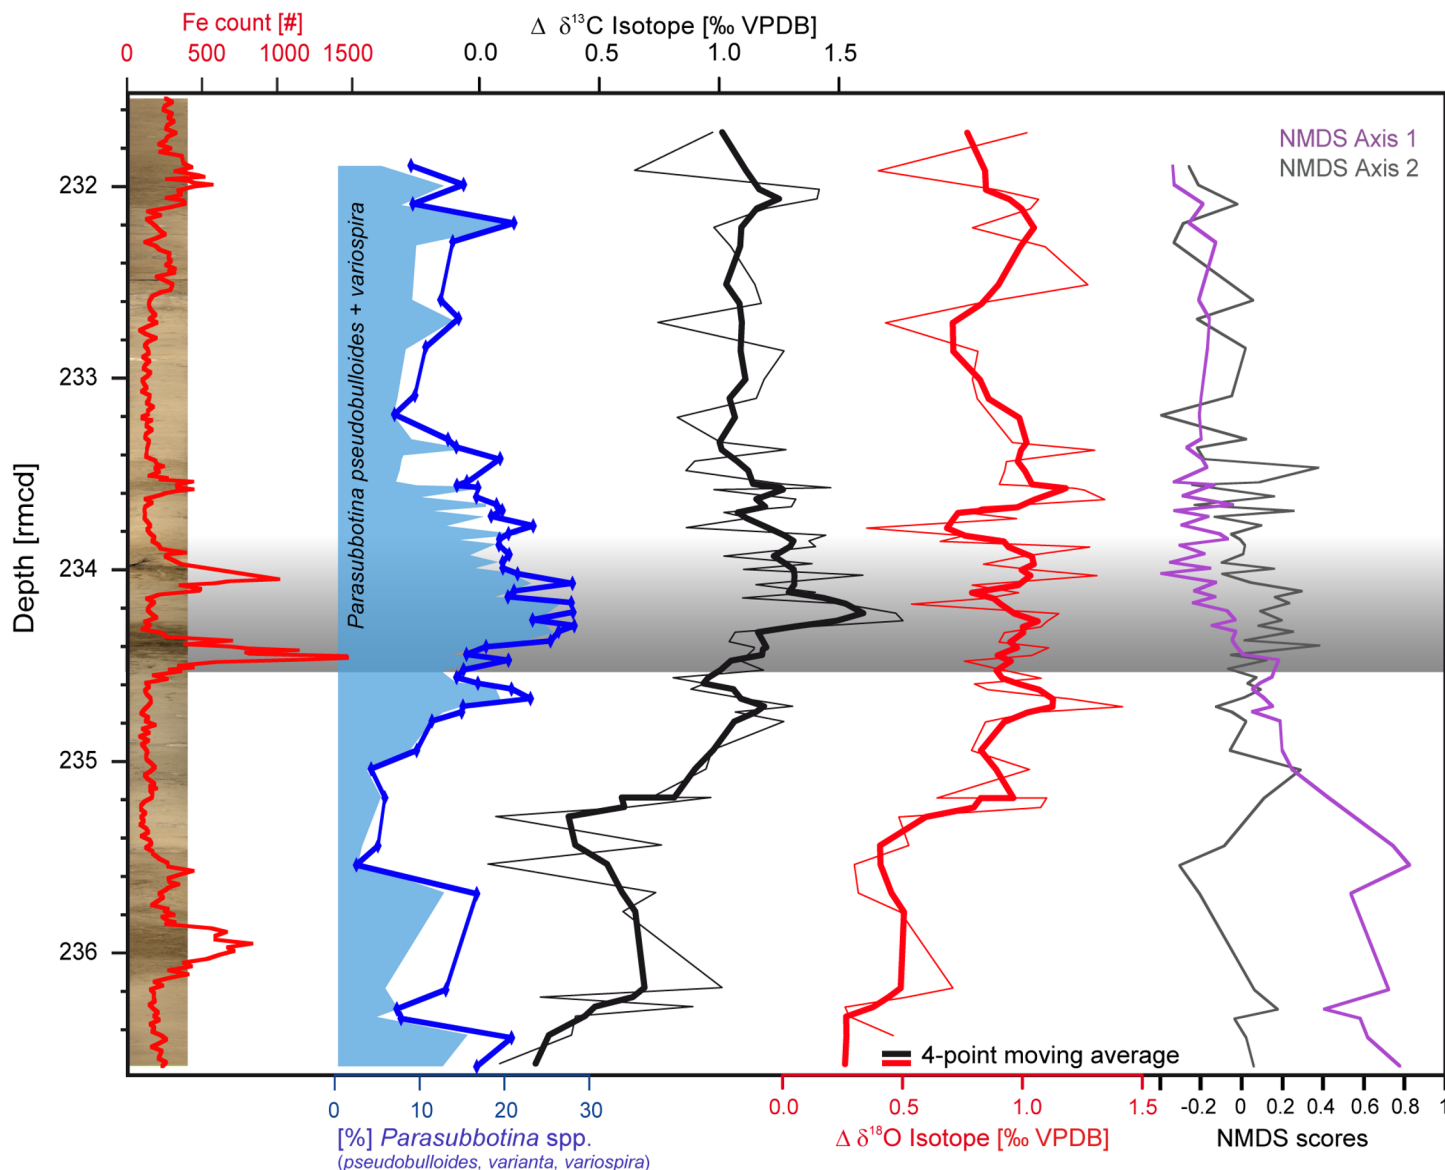 Fe count [#]
0 500 1000 1500
Δ δ¹³C Isotope [‰ VPDB]
0.0 0.5 1.0 1.5
NMDS Axis 1
NMDS Axis 2
Depth [rmcd]
232
233
234
235
236
Parasubbotina pseudobulloides + variospira
4-point moving average
0 10 20 30
[%] Parasubbotina spp.
(pseudobulloides, varianta, variospira)
0.0 0.5 1.0 1.5
Δ δ¹⁸O Isotope [‰ VPDB]
-0.2 0 0.2 0.4 0.6 0.8 1
NMDS scores